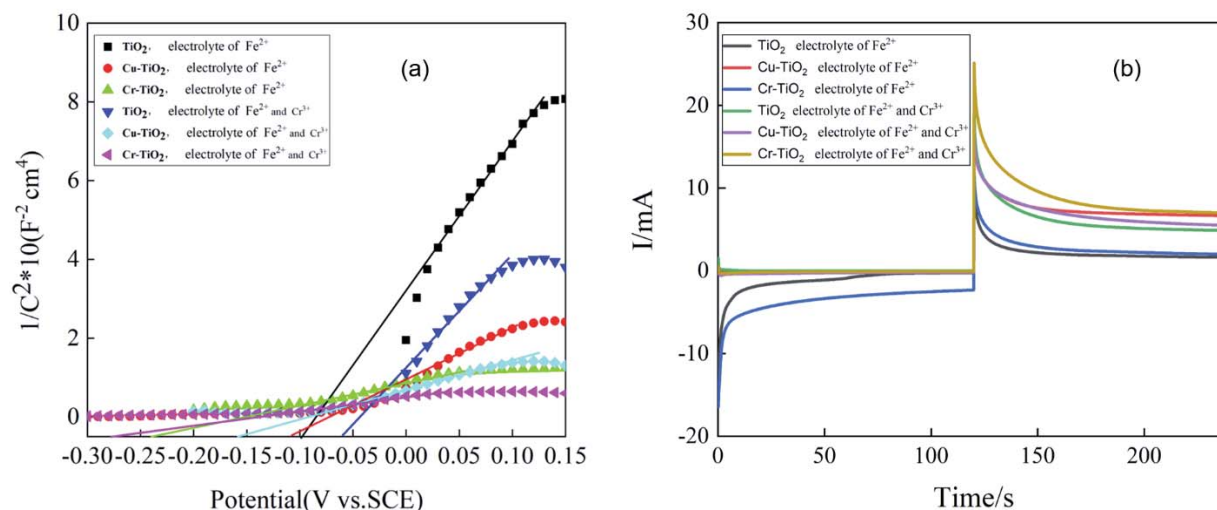 (a)
TiO₂, electrolyte of Fe²⁺
Cu-TiO₂, electrolyte of Fe²⁺
Cr-TiO₂, electrolyte of Fe²⁺
TiO₂, electrolyte of Fe²⁺ and Cr³⁺
Cu-TiO₂, electrolyte of Fe²⁺ and Cr³⁺
Cr-TiO₂, electrolyte of Fe²⁺ and Cr³⁺
1/C²*10(F⁻² cm⁴)
10
8
6
4
2
0
-0.30 -0.25 -0.20 -0.15 -0.10 -0.05 0.00 0.05 0.10 0.15
Potential(V vs.SCE)
(b)
TiO₂ electrolyte of Fe²⁺
Cu-TiO₂ electrolyte of Fe²⁺
Cr-TiO₂ electrolyte of Fe²⁺
TiO₂ electrolyte of Fe²⁺ and Cr³⁺
Cu-TiO₂ electrolyte of Fe²⁺ and Cr³⁺
Cr-TiO₂ electrolyte of Fe²⁺ and Cr³⁺
I/mA
30
20
10
0
-10
-20
0 50 100 150 200
Time/s